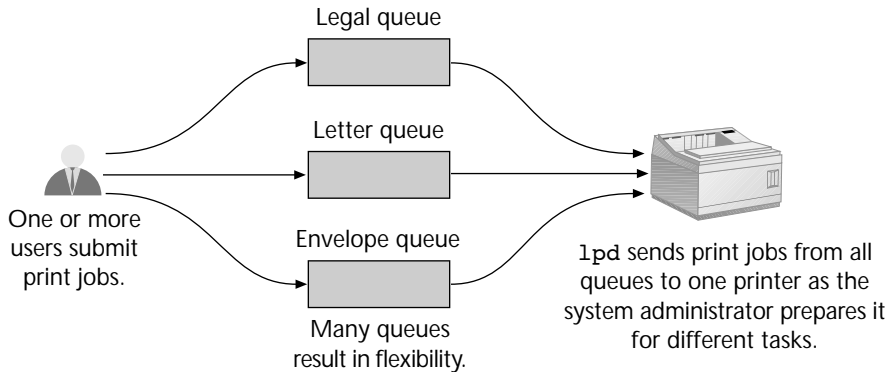 Legal queue
Letter queue
One or more
users submit
print jobs.
Envelope queue
Many queues
result in flexibility.
lpd sends print jobs from all
queues to one printer as the
system administrator prepares it
for different tasks.